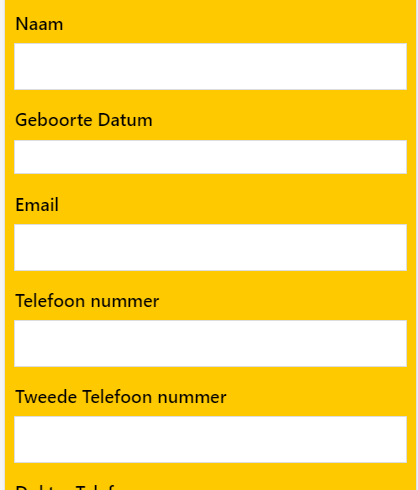 Naam
Geboorte Datum
Email
Telefoon nummer
Tweede Telefoon nummer